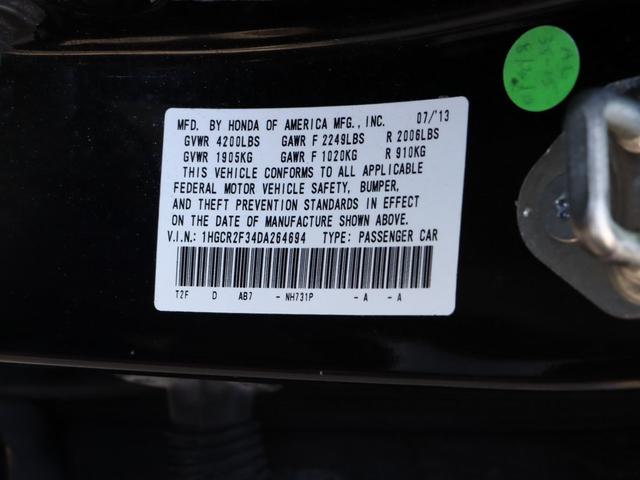 MFD. BY HONDA OF AMERICA MFG., INC. 07/'13
GVWR 4200LBS GAWR F 2249LBS R 2006LBS
GVWR 1905KG GAWR F 1020KG R 910KG
THIS VEHICLE CONFORMS TO ALL APPLICABLE
FEDERAL MOTOR VEHICLE SAFETY, BUMPER,
AND THEFT PREVENTION STANDARDS IN EFFECT
ON THE DATE OF MANUFACTURE SHOWN ABOVE.
V.I.N.: 1HGCR2F34DA264694 TYPE: PASSENGER CAR
T2F D AB7 - NH731P - A - A